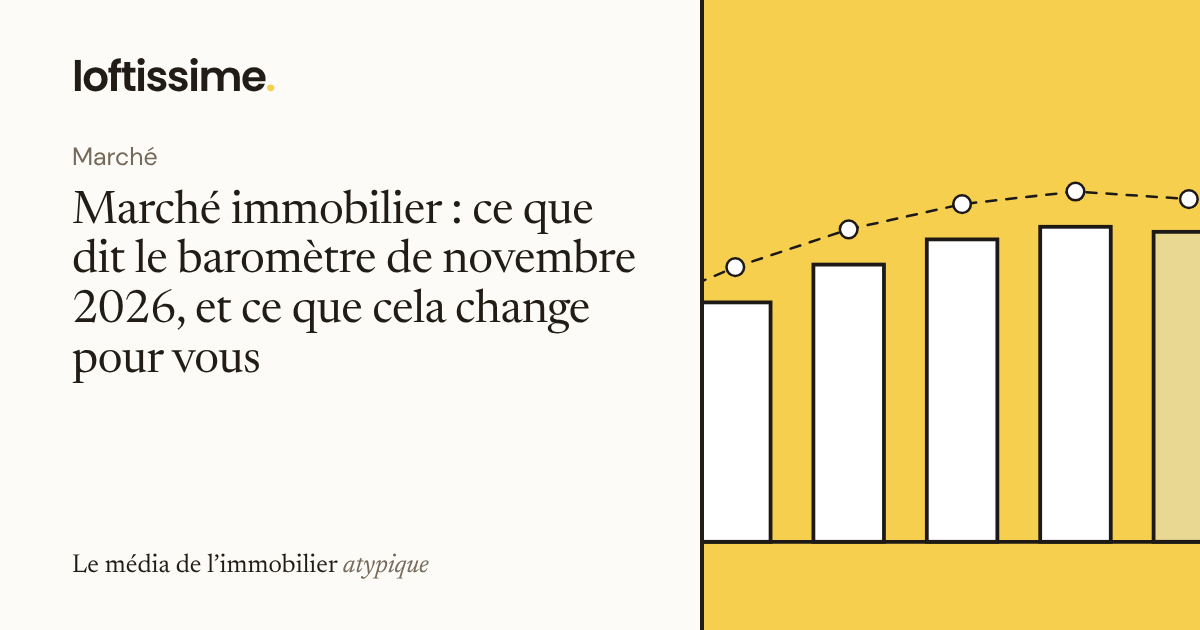 loftissime.
Marché
Marché immobilier : ce que
dit le baromètre de novembre
2026, et ce que cela change
pour vous
Le média de l’immobilier atypique